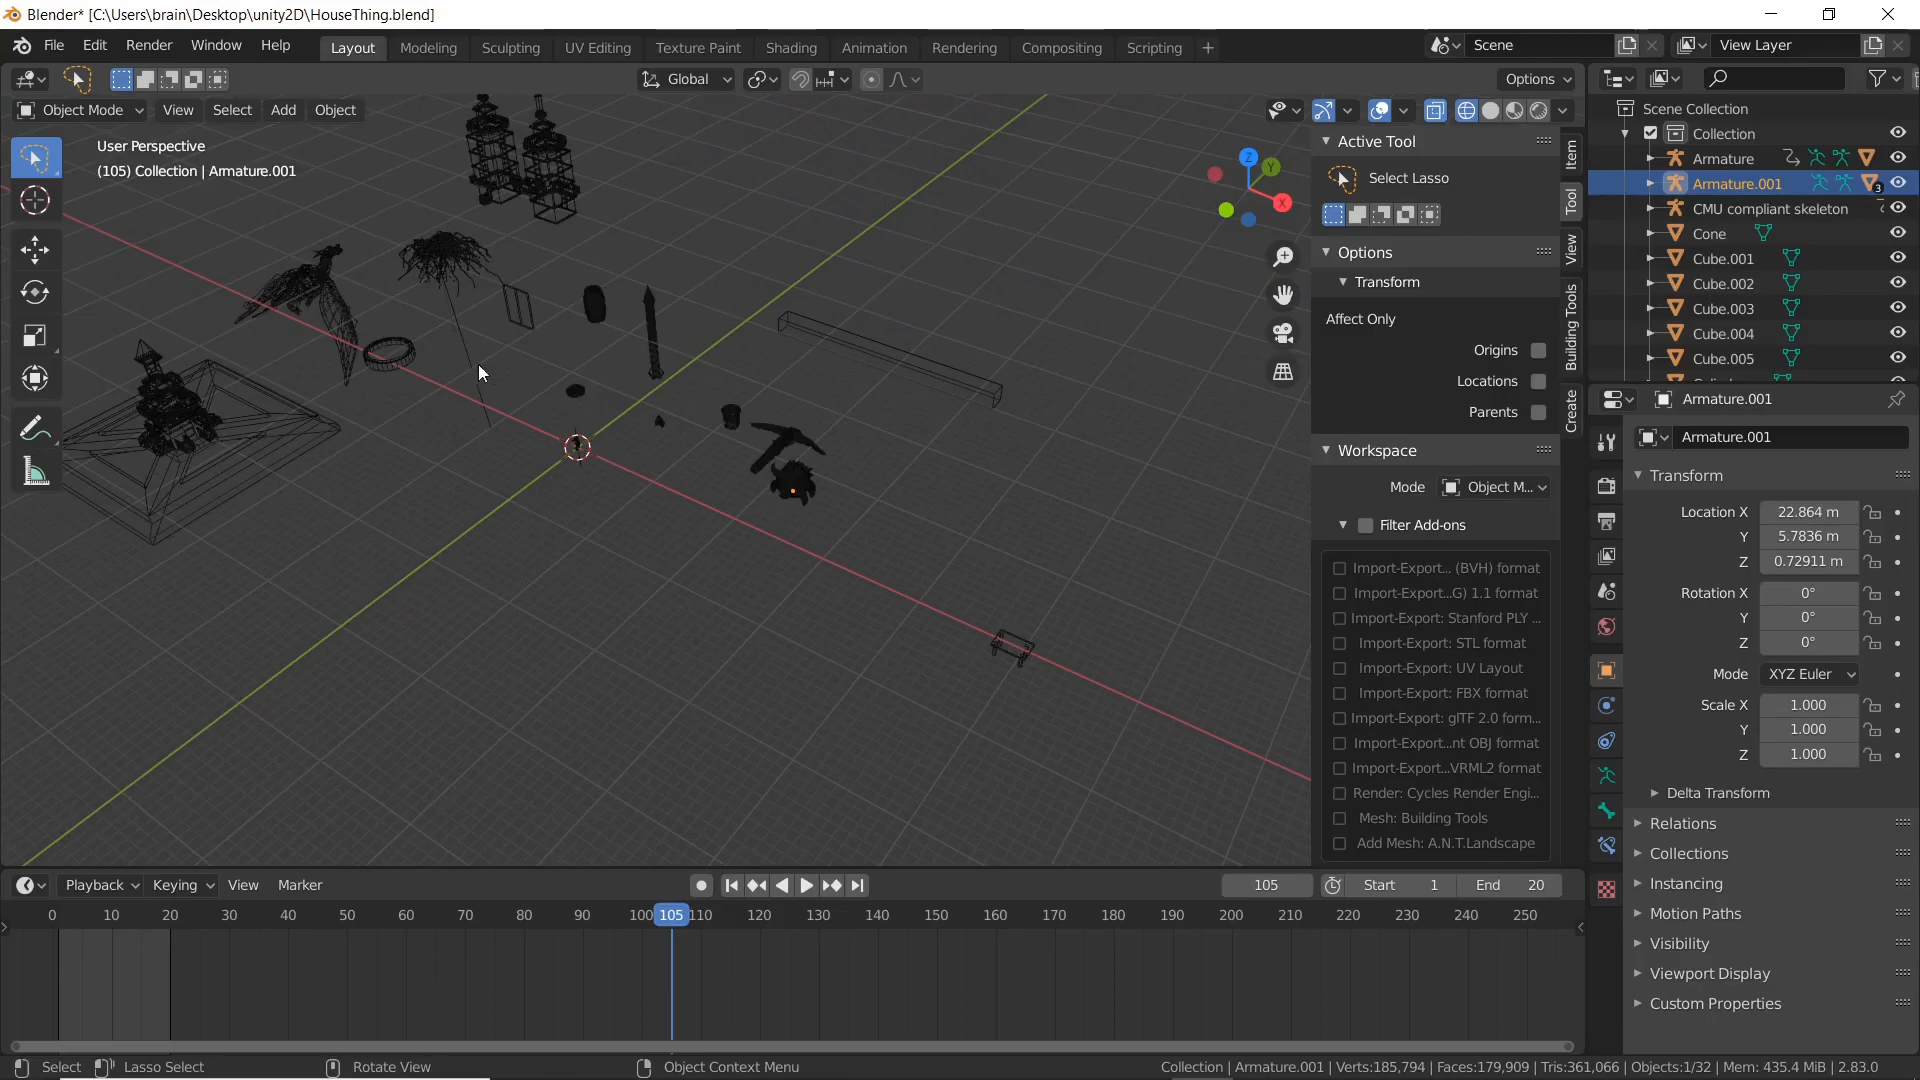 Blender* [C:\Users\brain\Desktop\unity2D\HouseThing.blend]
File Edit Render Window Help
Layout Modeling Sculpting UV Editing Texture Paint Shading Animation Rendering Compositing Scripting +
Scene
View Layer
Global
Options
Object Mode View Select Add Object
User Perspective
(105) Collection | Armature.001
Z
Y
X
Active Tool
Select Lasso
Options
Transform
Affect Only
Origins
Locations
Parents
Workspace
Mode Object M...
Filter Add-ons
Import-Export... (BVH) format
Import-Export...G) 1.1 format
Import-Export: Stanford PLY ...
Import-Export: STL format
Import-Export: UV Layout
Import-Export: FBX format
Import-Export: glTF 2.0 form...
Import-Export...nt OBJ format
Import-Export...VRML2 format
Render: Cycles Render Engi...
Mesh: Building Tools
Add Mesh: A.N.T.Landscape
Item
Tool
View
Building Tools
Create
Scene Collection
Collection
Armature
Armature.001
3
CMU compliant skeleton
Cone
Cube.001
Cube.002
Cube.003
Cube.004
Cube.005
Armature.001
Armature.001
Transform
Location X 22.864 m
Y 5.7836 m
Z 0.72911 m
Rotation X 0°
Y 0°
Z 0°
Mode XYZ Euler
Scale X 1.000
Y 1.000
Z 1.000
Delta Transform
Relations
Collections
Instancing
Motion Paths
Visibility
Viewport Display
Custom Properties
Playback Keying View Marker
105
Start 1
End 20
0 10 20 30 40 50 60 70 80 90 100 105 110 120 130 140 150 160 170 180 190 200 210 220 230 240 250
Select Lasso Select Rotate View Object Context Menu
Collection | Armature.001 | Verts:185,794 | Faces:179,909 | Tris:361,066 | Objects:1/32 | Mem: 435.4 MiB | 2.83.0